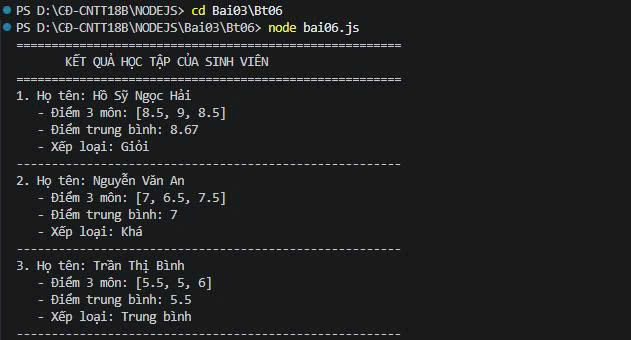 PS D:\CĐ-CNTT18B\NODEJS> cd Bai03\Bt06
PS D:\CĐ-CNTT18B\NODEJS\Bai03\Bt06> node bai06.js
=======================================================
KẾT QUẢ HỌC TẬP CỦA SINH VIÊN
=======================================================
1. Họ tên: Hồ Sỹ Ngọc Hải
- Điểm 3 môn: [8.5, 9, 8.5]
- Điểm trung bình: 8.67
- Xếp loại: Giỏi
-------------------------------------------------------
2. Họ tên: Nguyễn Văn An
- Điểm 3 môn: [7, 6.5, 7.5]
- Điểm trung bình: 7
- Xếp loại: Khá
-------------------------------------------------------
3. Họ tên: Trần Thị Bình
- Điểm 3 môn: [5.5, 5, 6]
- Điểm trung bình: 5.5
- Xếp loại: Trung bình
-------------------------------------------------------